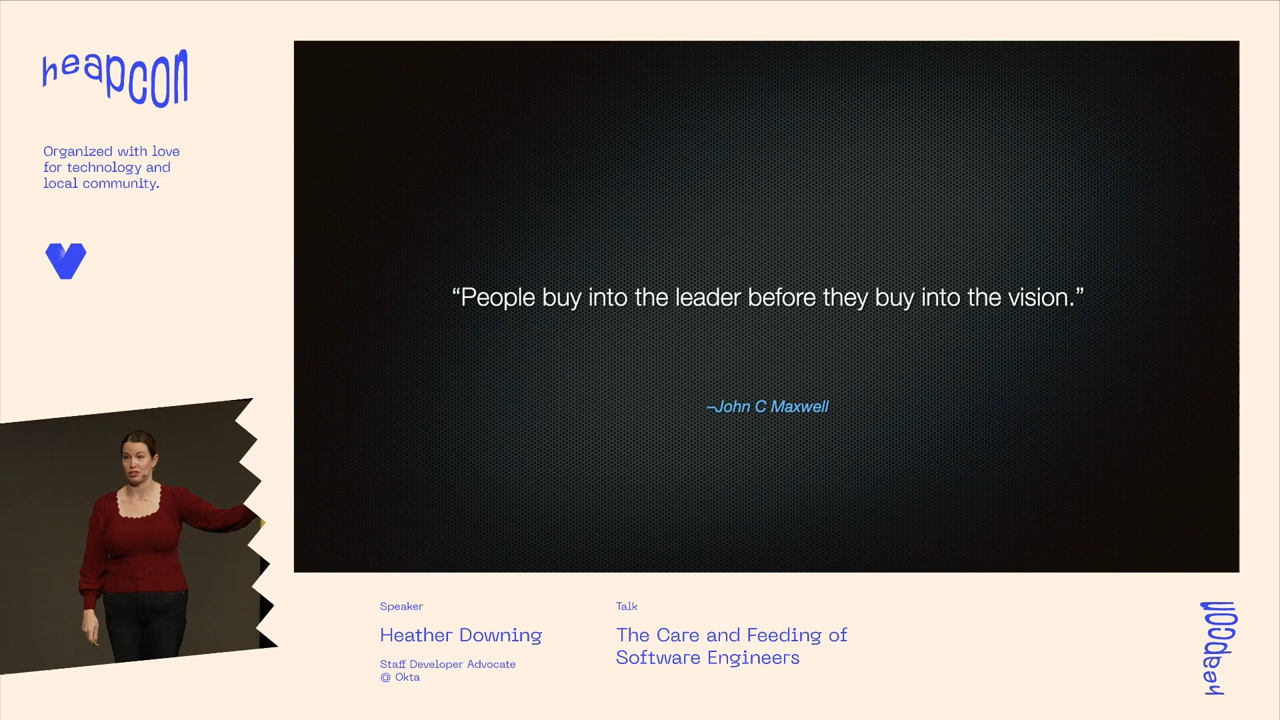 heapcon
Organized with love
for technology and
local community.
“People buy into the leader before they buy into the vision.”
–John C Maxwell
Speaker
Heather Downing
Staff Developer Advocate
@ Okta
Talk
The Care and Feeding of
Software Engineers
heapcon